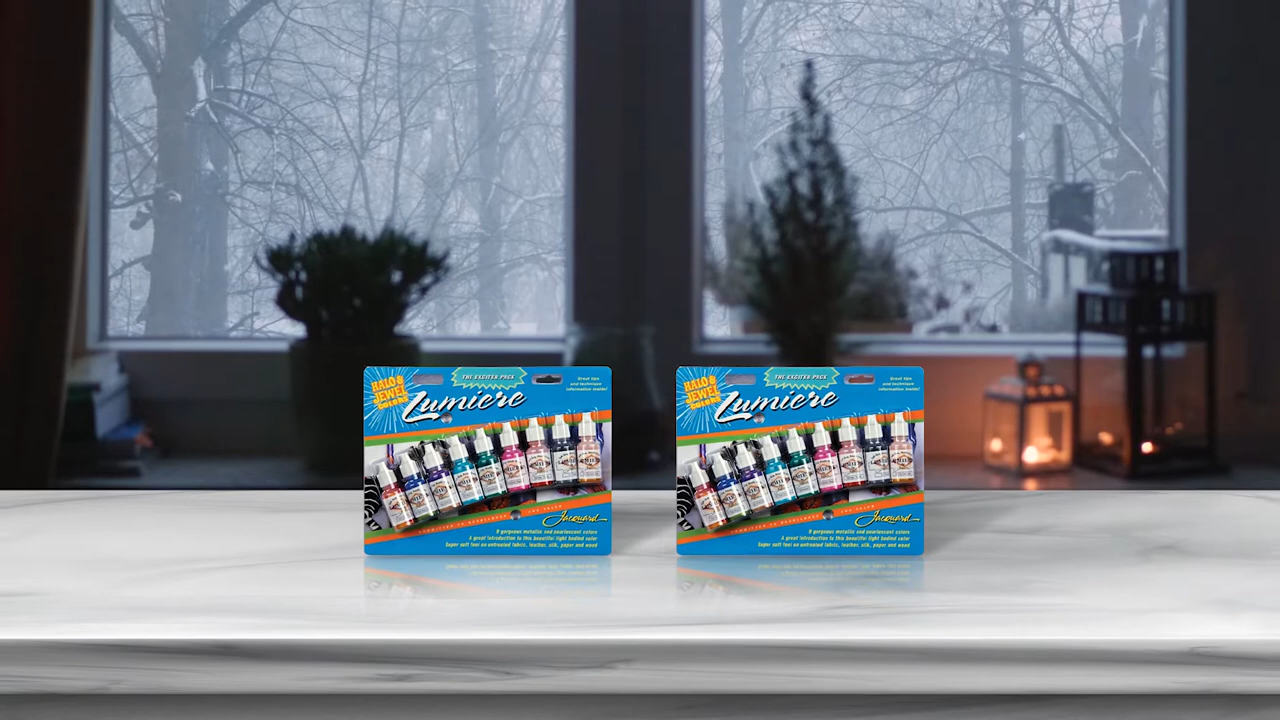 HALO &
JEWEL
COLORS
THE EXCITER PACK
Great tips
and technique
information inside!
Lumiere
Jacquard
9 gorgeous metallic and pearlescent colors
A great introduction to this beautiful light bodied color
Super soft feel on untreated fabric, leather, silk, paper and wood
HALO &
JEWEL
COLORS
THE EXCITER PACK
Great tips
and technique
information inside!
Lumiere
Jacquard
9 gorgeous metallic and pearlescent colors
A great introduction to this beautiful light bodied color
Super soft feel on untreated fabric, leather, silk, paper and wood